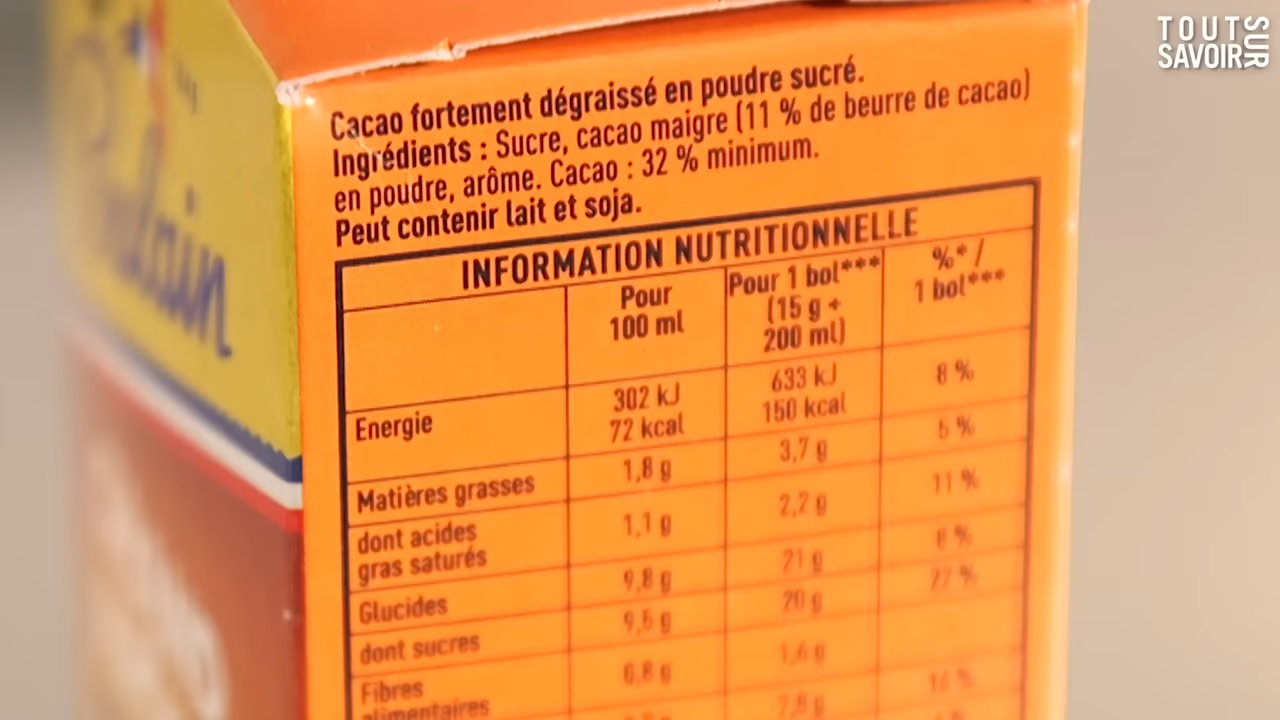 TOUT SUR
SAVOIR
Cacao fortement dégraissé en poudre sucré.
Ingrédients : Sucre, cacao maigre (11 % de beurre de cacao)
en poudre, arôme. Cacao : 32 % minimum.
Peut contenir lait et soja.
INFORMATION NUTRITIONNELLE
Pour 100 ml
Pour 1 bol*** (15 g + 200 ml)
%* / 1 bol***
Energie 302 kJ 633 kJ 8 %
72 kcal 150 kcal
Matières grasses 1,8 g 3,7 g 5 %
dont acides
gras saturés 1,1 g 2,2 g 11 %
Glucides 9,8 g 21 g 8 %
dont sucres 9,5 g 20 g 22 %
Fibres
alimentaires 0,8 g 1,6 g
7,8 g 16 %